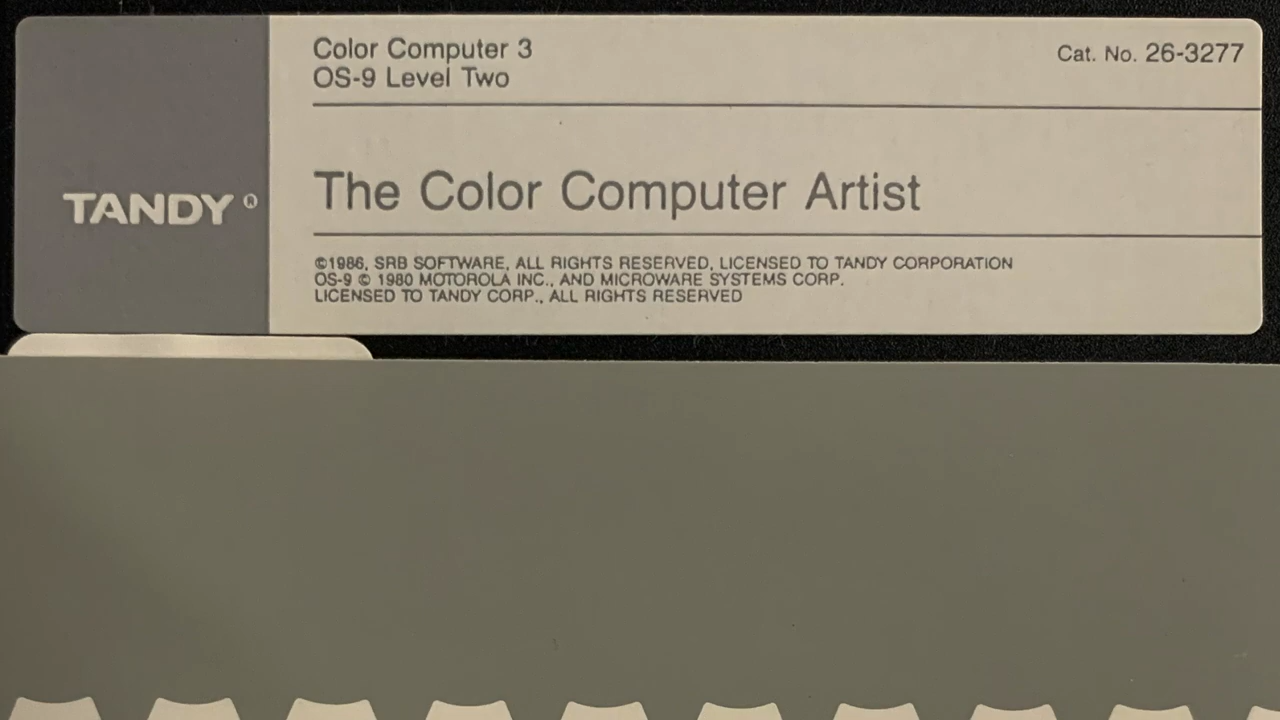 Color Computer 3
OS-9 Level Two
Cat. No. 26-3277
TANDY®
The Color Computer Artist
©1986, SRB SOFTWARE, ALL RIGHTS RESERVED, LICENSED TO TANDY CORPORATION
OS-9 © 1980 MOTOROLA INC., AND MICROWARE SYSTEMS CORP.
LICENSED TO TANDY CORP., ALL RIGHTS RESERVED